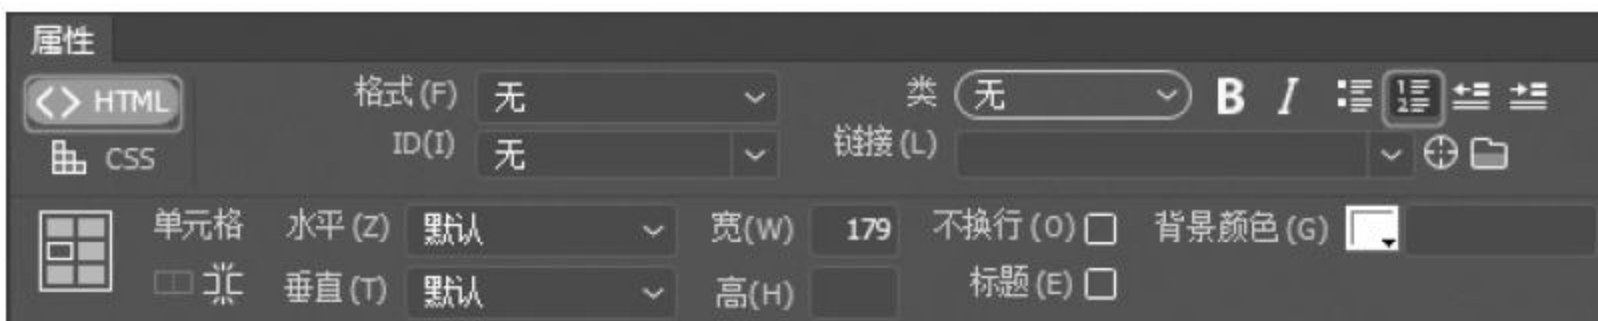 属性
<> HTML 格式(F) 无 类 无 B I
CSS ID(I) 无 链接(L)
单元格 水平(Z) 默认 宽(W) 179 不换行(O) 背景颜色(G)
垂直(T) 默认 高(H) 标题(E)